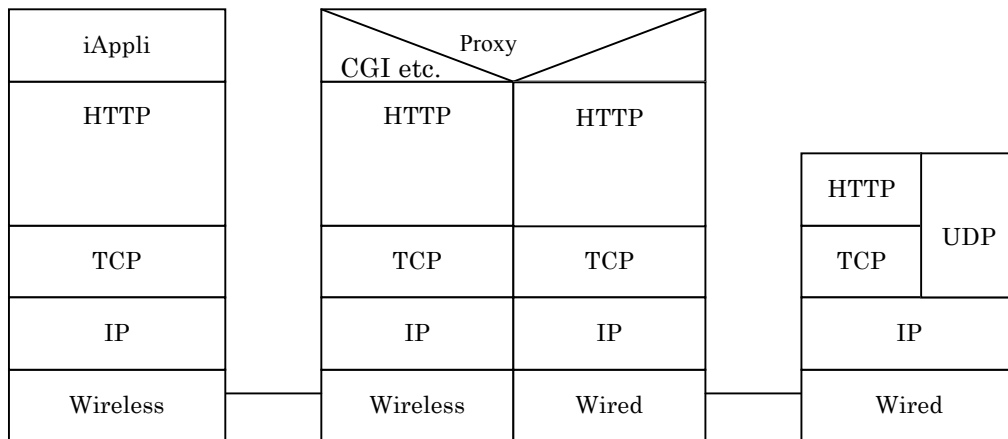 iAppli
HTTP
TCP
IP
Wireless
Proxy
CGI etc.
HTTP
HTTP
TCP
TCP
IP
IP
Wireless
Wired
HTTP
UDP
TCP
IP
Wired